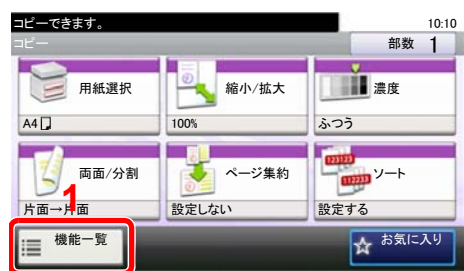 コピーできます。 10:10
コピー 部数 1
用紙選択 縮小/拡大 濃度
A4 100% ふつう
両面/分割 ページ集約 ソート
片面→片面 設定しない 設定する
1
機能一覧 お気に入り
123123
112233